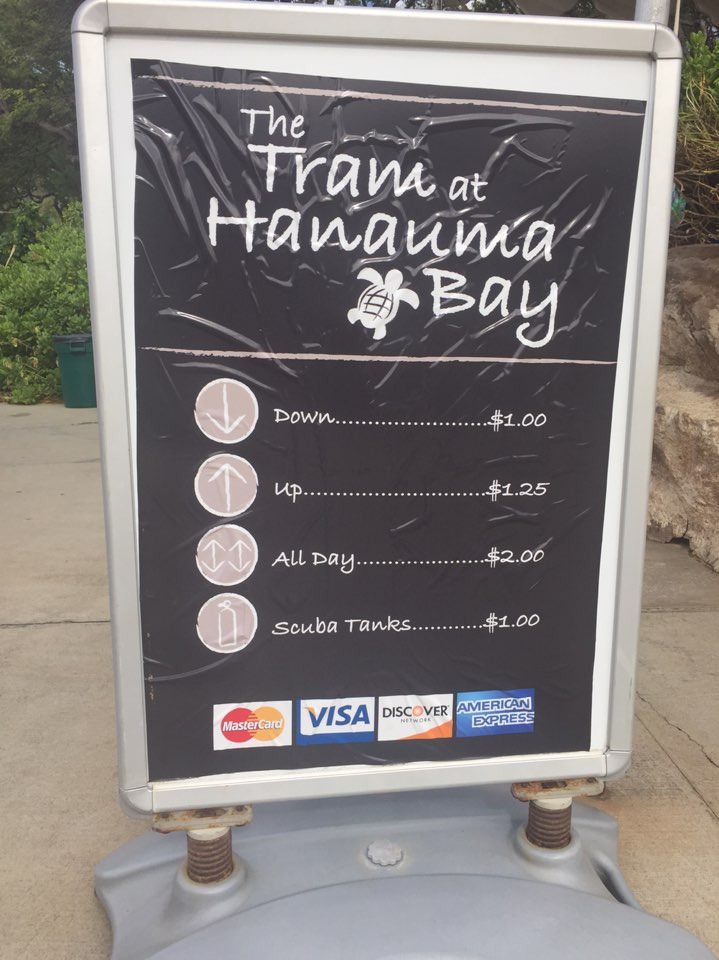 The
Tram at
Hanauma
Bay
Down.......................$1.00
Up............................$1.25
All Day....................$2.00
Scuba Tanks...........$1.00
MasterCard VISA DISCOVER AMERICAN
NETWORK EXPRESS